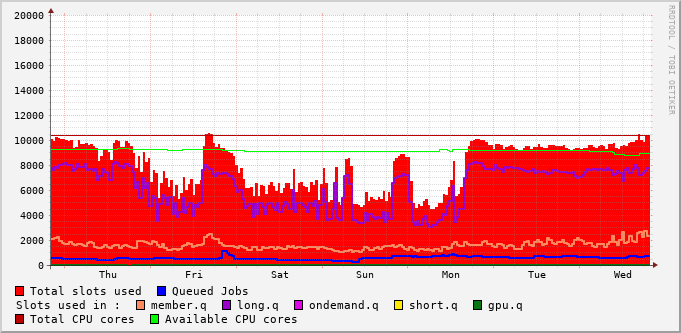 RRDTOOL / TOBI OETIKER
20000
18000
16000
14000
12000
10000
8000
6000
4000
2000
0
Thu Fri Sat Sun Mon Tue Wed
Total slots used Queued Jobs
Slots used in : member.q long.q ondemand.q short.q gpu.q
Total CPU cores Available CPU cores